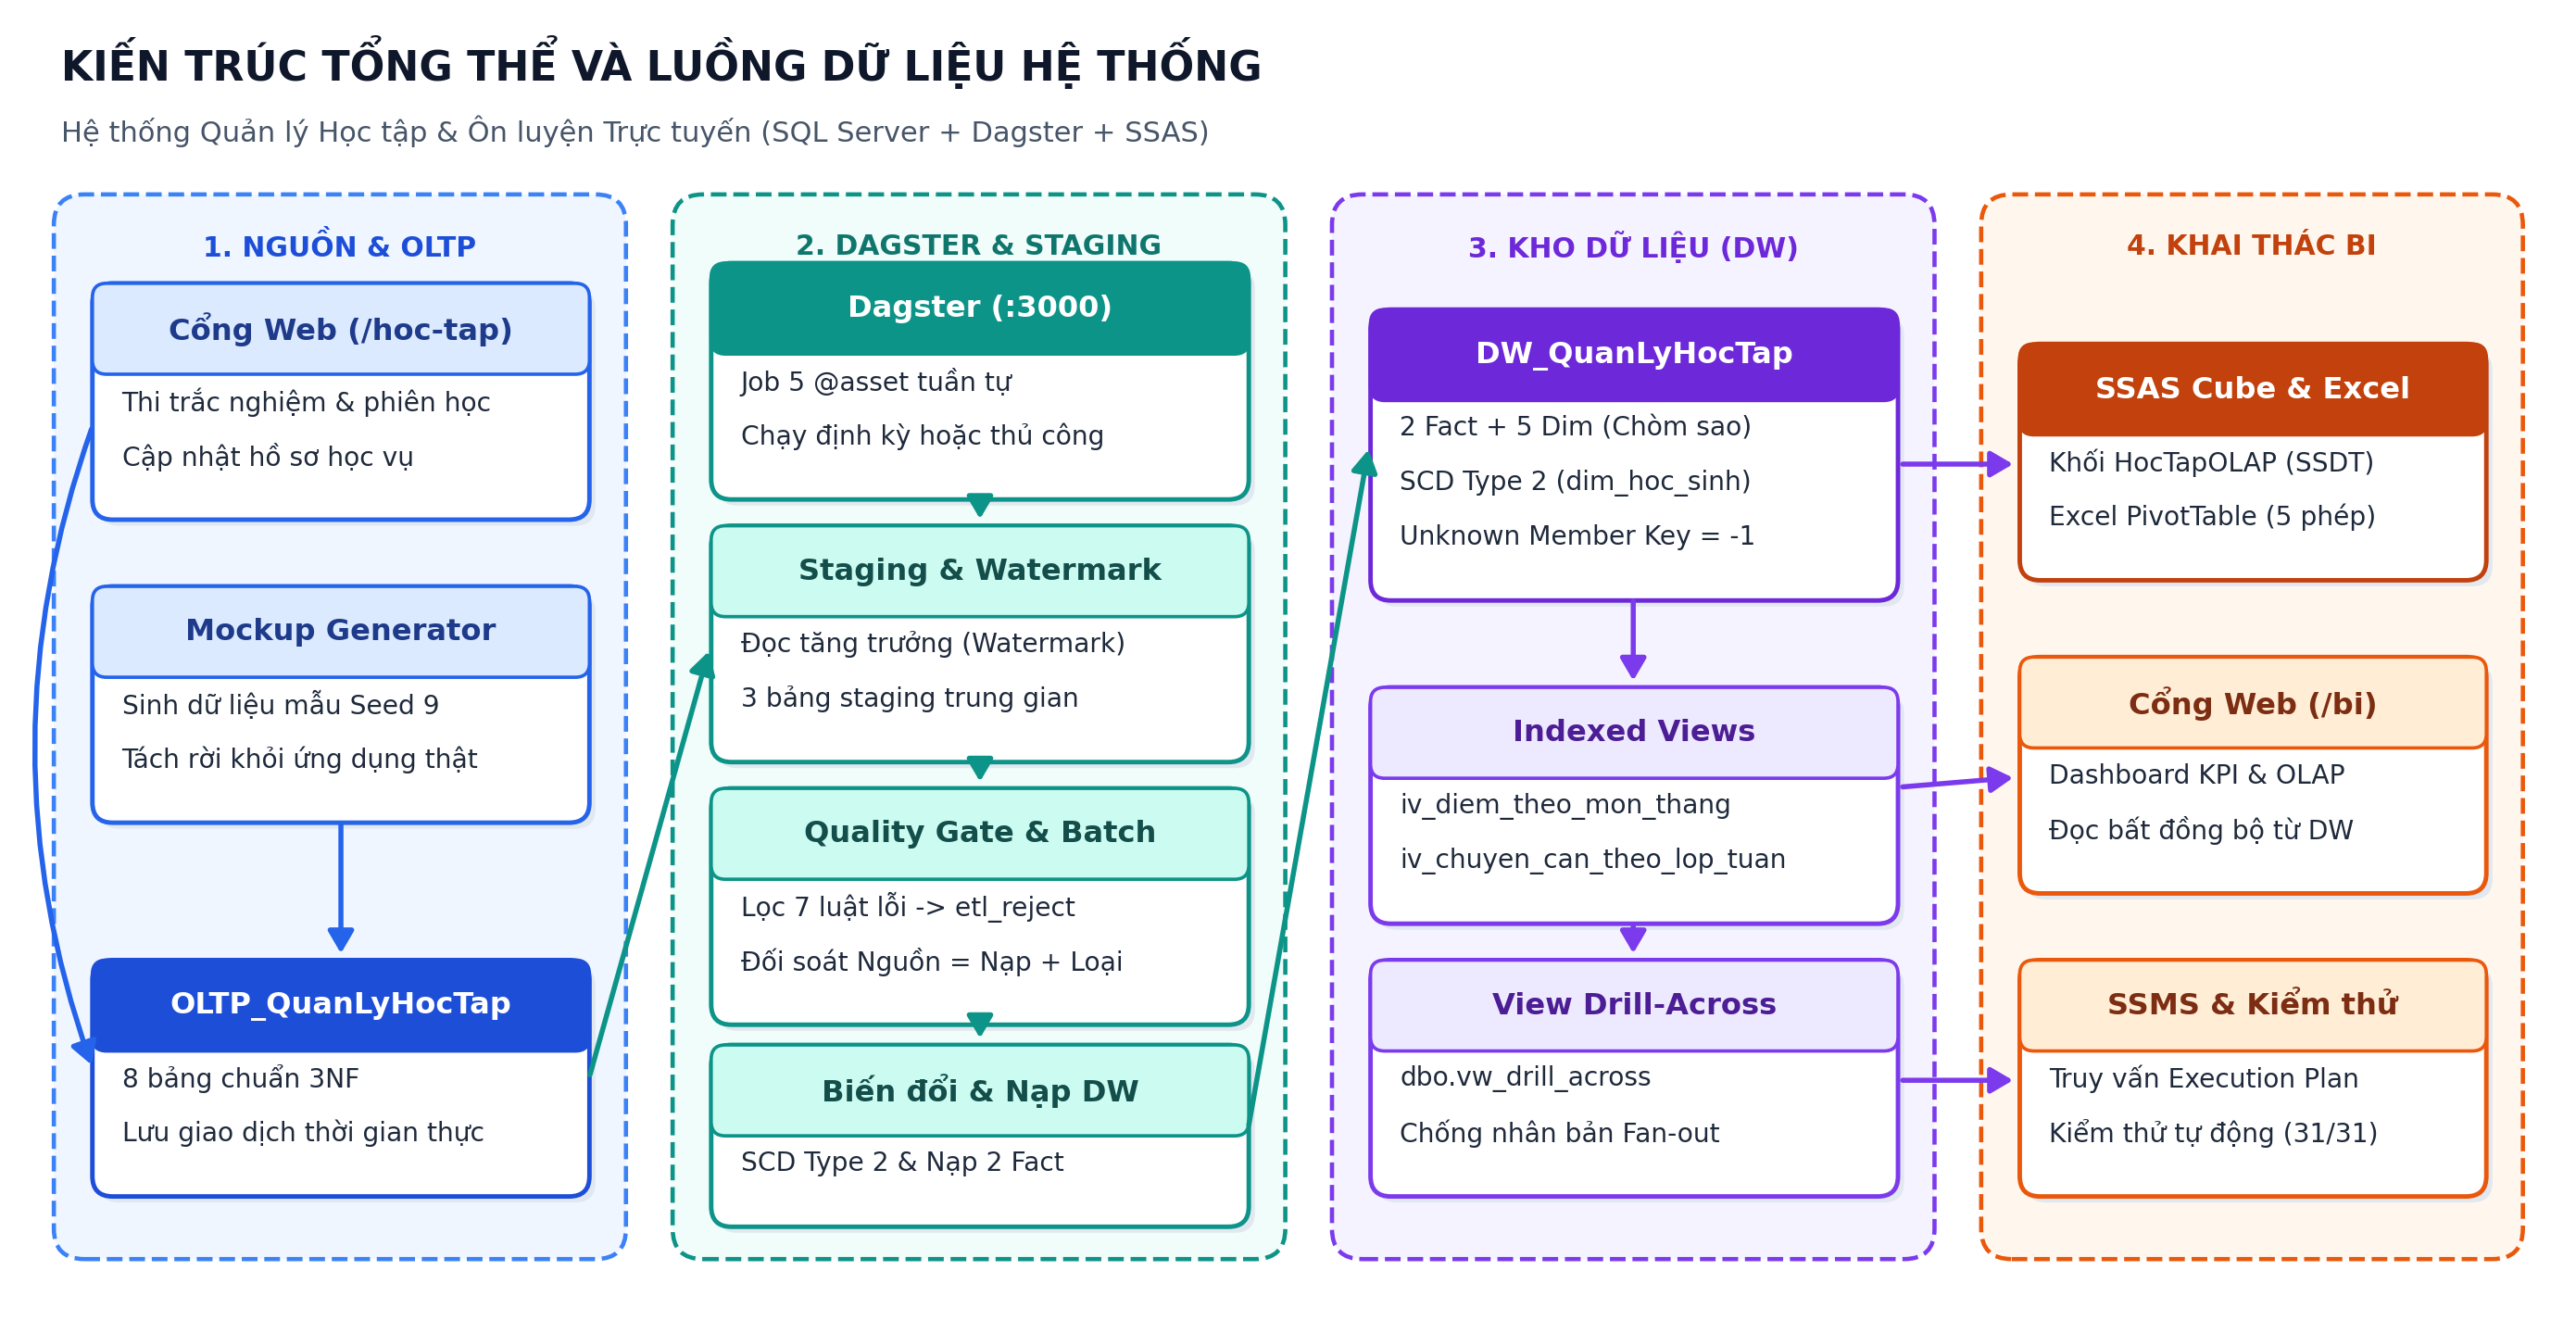 KIẾN TRÚC TỔNG THỂ VÀ LUỒNG DỮ LIỆU HỆ THỐNG
Hệ thống Quản lý Học tập & Ôn luyện Trực tuyến (SQL Server + Dagster + SSAS)
1. NGUỒN & OLTP
Cổng Web (/hoc-tap)
Thi trắc nghiệm & phiên học
Cập nhật hồ sơ học vụ
Mockup Generator
Sinh dữ liệu mẫu Seed 9
Tách rời khỏi ứng dụng thật
OLTP_QuanLyHocTap
8 bảng chuẩn 3NF
Lưu giao dịch thời gian thực
2. DAGSTER & STAGING
Dagster (:3000)
Job 5 @asset tuần tự
Chạy định kỳ hoặc thủ công
Staging & Watermark
Đọc tăng trưởng (Watermark)
3 bảng staging trung gian
Quality Gate & Batch
Lọc 7 luật lỗi -> etl_reject
Đối soát Nguồn = Nạp + Loại
Biến đổi & Nạp DW
SCD Type 2 & Nạp 2 Fact
3. KHO DỮ LIỆU (DW)
DW_QuanLyHocTap
2 Fact + 5 Dim (Chòm sao)
SCD Type 2 (dim_hoc_sinh)
Unknown Member Key = -1
Indexed Views
iv_diem_theo_mon_thang
iv_chuyen_can_theo_lop_tuan
View Drill-Across
dbo.vw_drill_across
Chống nhân bản Fan-out
4. KHAI THÁC BI
SSAS Cube & Excel
Khối HocTapOLAP (SSDT)
Excel PivotTable (5 phép)
Cổng Web (/bi)
Dashboard KPI & OLAP
Đọc bất đồng bộ từ DW
SSMS & Kiểm thử
Truy vấn Execution Plan
Kiểm thử tự động (31/31)